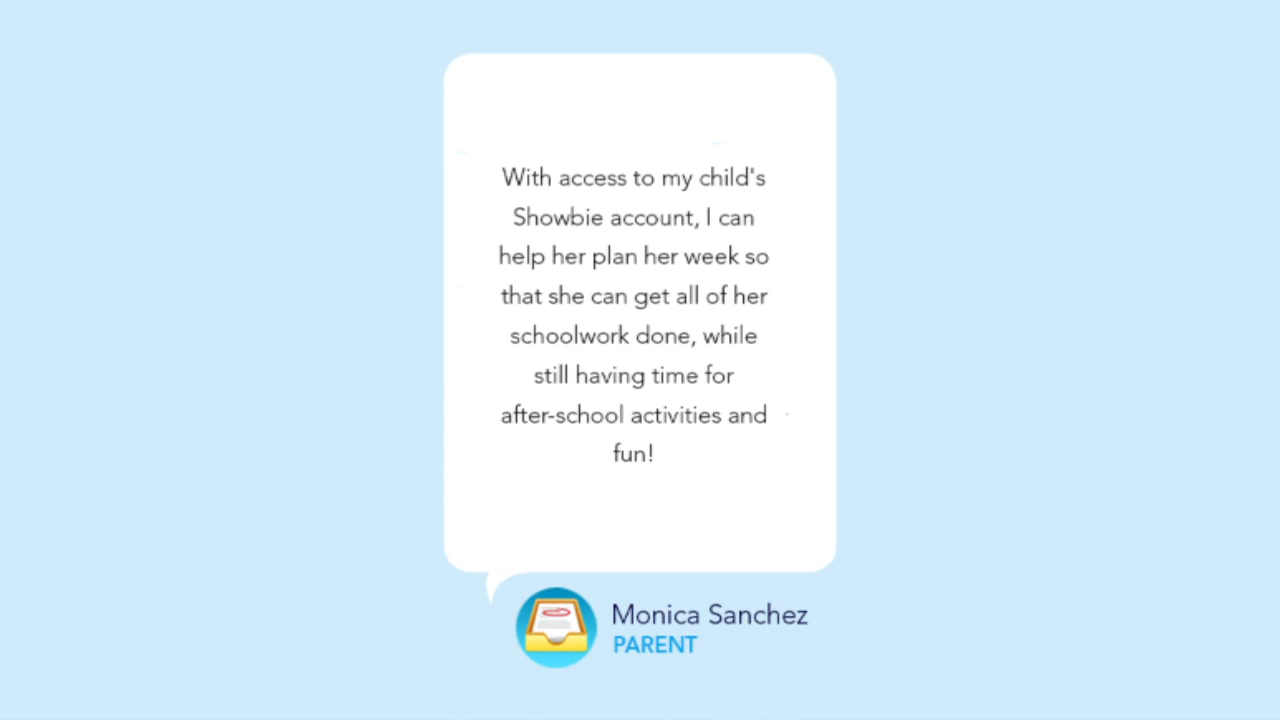 With access to my child's
Showbie account, I can
help her plan her week so
that she can get all of her
schoolwork done, while
still having time for
after-school activities and
fun!
Monica Sanchez
PARENT